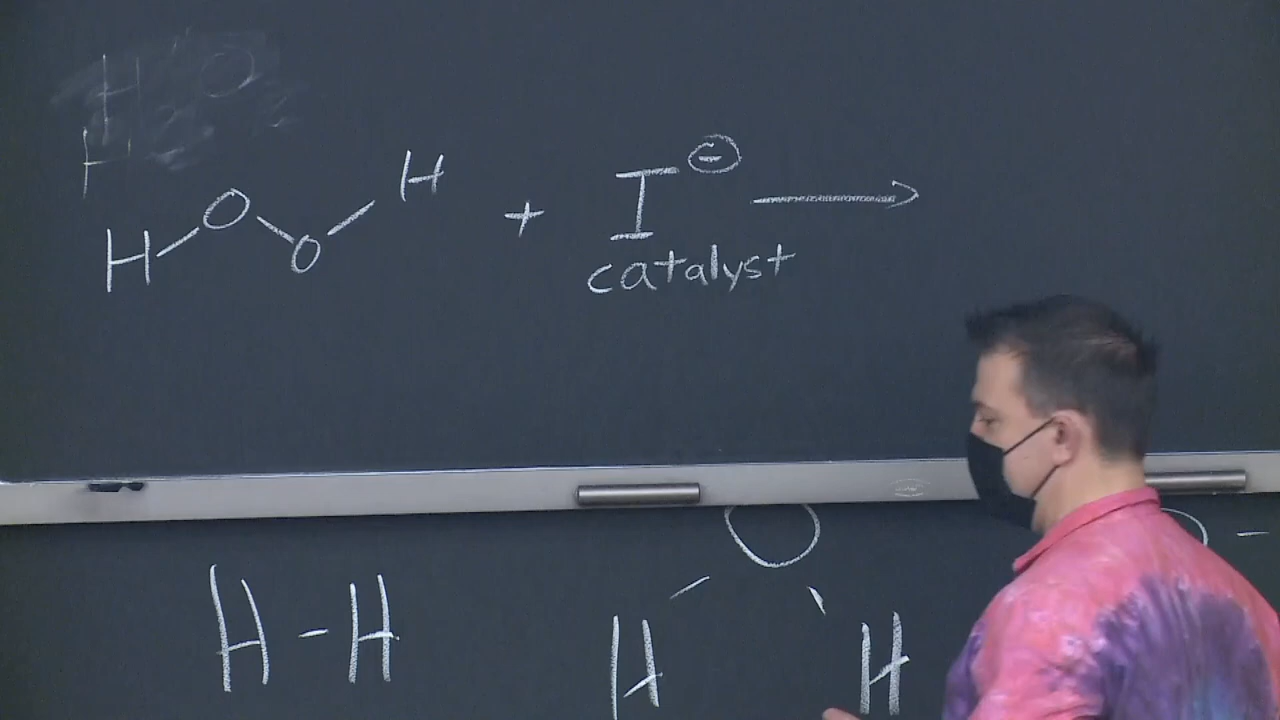 H-O-O-H + I⊖ ⟶
catalyst
H-H
O
H H